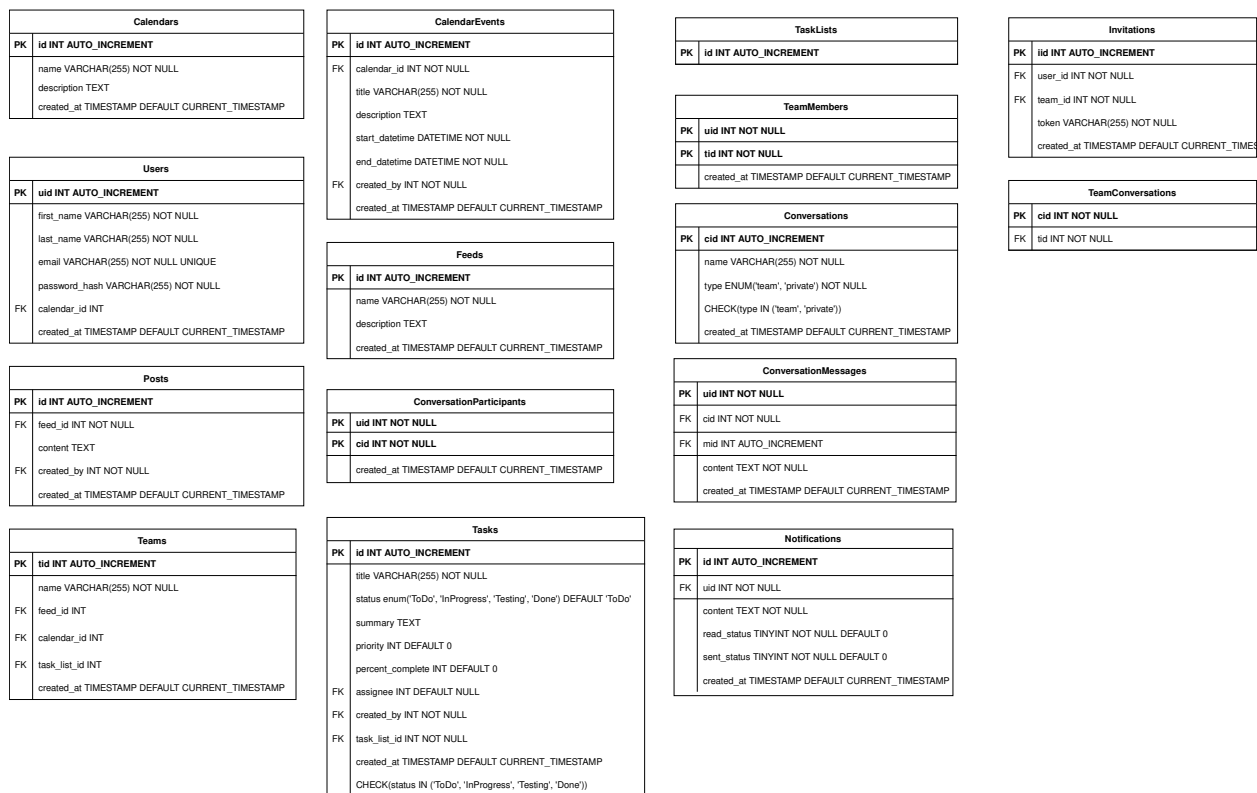 Calendars
PK id INT AUTO_INCREMENT
name VARCHAR(255) NOT NULL
description TEXT
created_at TIMESTAMP DEFAULT CURRENT_TIMESTAMP
Users
PK uid INT AUTO_INCREMENT
first_name VARCHAR(255) NOT NULL
last_name VARCHAR(255) NOT NULL
email VARCHAR(255) NOT NULL UNIQUE
password_hash VARCHAR(255) NOT NULL
FK calendar_id INT
created_at TIMESTAMP DEFAULT CURRENT_TIMESTAMP
Posts
PK id INT AUTO_INCREMENT
FK feed_id INT NOT NULL
content TEXT
FK created_by INT NOT NULL
created_at TIMESTAMP DEFAULT CURRENT_TIMESTAMP
Teams
PK tid INT AUTO_INCREMENT
name VARCHAR(255) NOT NULL
FK feed_id INT
FK calendar_id INT
FK task_list_id INT
created_at TIMESTAMP DEFAULT CURRENT_TIMESTAMP
CalendarEvents
PK id INT AUTO_INCREMENT
FK calendar_id INT NOT NULL
title VARCHAR(255) NOT NULL
description TEXT
start_datetime DATETIME NOT NULL
end_datetime DATETIME NOT NULL
FK created_by INT NOT NULL
created_at TIMESTAMP DEFAULT CURRENT_TIMESTAMP
Feeds
PK id INT AUTO_INCREMENT
name VARCHAR(255) NOT NULL
description TEXT
created_at TIMESTAMP DEFAULT CURRENT_TIMESTAMP
ConversationParticipants
PK uid INT NOT NULL
PK cid INT NOT NULL
created_at TIMESTAMP DEFAULT CURRENT_TIMESTAMP
Tasks
PK id INT AUTO_INCREMENT
title VARCHAR(255) NOT NULL
status enum('ToDo', 'InProgress', 'Testing', 'Done') DEFAULT 'ToDo'
summary TEXT
priority INT DEFAULT 0
percent_complete INT DEFAULT 0
FK assignee INT DEFAULT NULL
FK created_by INT NOT NULL
FK task_list_id INT NOT NULL
created_at TIMESTAMP DEFAULT CURRENT_TIMESTAMP
CHECK(status IN ('ToDo', 'InProgress', 'Testing', 'Done'))
TaskLists
PK id INT AUTO_INCREMENT
TeamMembers
PK uid INT NOT NULL
PK tid INT NOT NULL
created_at TIMESTAMP DEFAULT CURRENT_TIMESTAMP
Conversations
PK cid INT AUTO_INCREMENT
name VARCHAR(255) NOT NULL
type ENUM('team', 'private') NOT NULL
CHECK(type IN ('team', 'private'))
created_at TIMESTAMP DEFAULT CURRENT_TIMESTAMP
ConversationMessages
PK uid INT NOT NULL
FK cid INT NOT NULL
FK mid INT AUTO_INCREMENT
content TEXT NOT NULL
created_at TIMESTAMP DEFAULT CURRENT_TIMESTAMP
Notifications
PK id INT AUTO_INCREMENT
FK uid INT NOT NULL
content TEXT NOT NULL
read_status TINYINT NOT NULL DEFAULT 0
sent_status TINYINT NOT NULL DEFAULT 0
created_at TIMESTAMP DEFAULT CURRENT_TIMESTAMP
Invitations
PK iid INT AUTO_INCREMENT
FK user_id INT NOT NULL
FK team_id INT NOT NULL
token VARCHAR(255) NOT NULL
created_at TIMESTAMP DEFAULT CURRENT_TIMES
TeamConversations
PK cid INT NOT NULL
FK tid INT NOT NULL